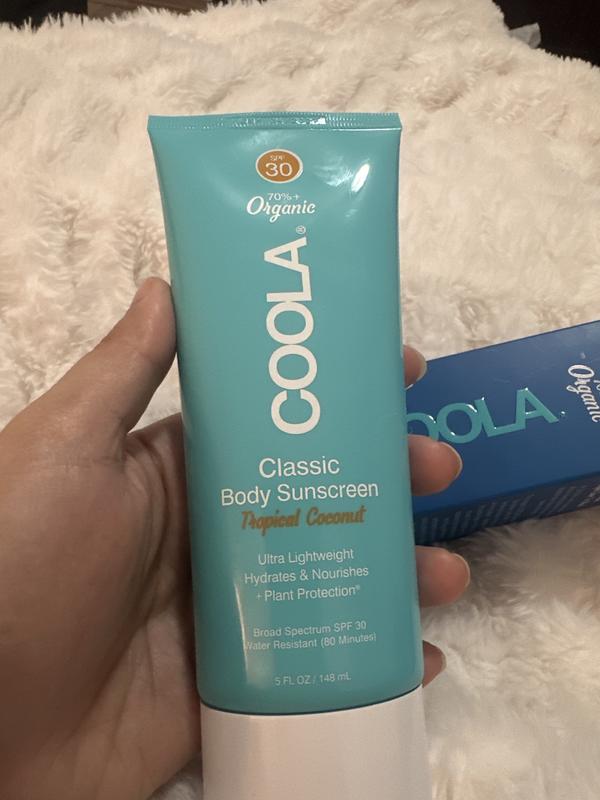 SPF
30
70%+
Organic
COOLA®
Classic
Body Sunscreen
Tropical Coconut
Ultra Lightweight
Hydrates & Nourishes
+ Plant Protection®
Broad Spectrum SPF 30
Water Resistant (80 Minutes)
5 FL OZ / 148 mL
OOLA.
Organic